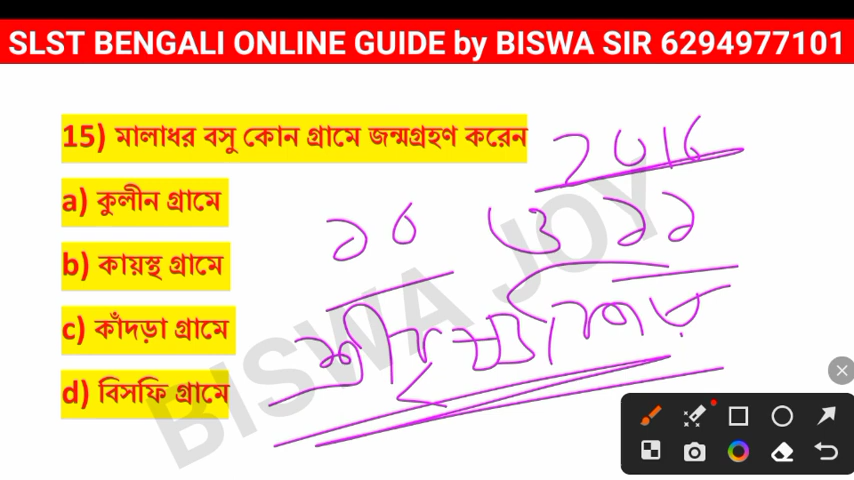 SLST BENGALI ONLINE GUIDE by BISWA SIR 6294977101
15) মালাধর বসু কোন গ্রামে জন্মগ্রহণ করেন
2016
a) কুলীন গ্রামে
১০ ও ১১
b) কায়স্থ গ্রামে
c) কাঁদড়া গ্রামে
d) বিসফি গ্রামে
BISWA JOY